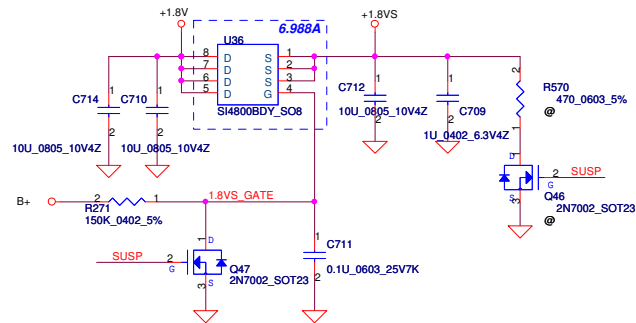 +1.8V
6.988A
+1.8VS
U36
8 D S 1
7 D S 2
6 D S 3
5 D G 4
SI4800BDY_SO8
1
C714
2
10U_0805_10V4Z
1
C710
2
10U_0805_10V4Z
1
C712
10U_0805_10V4Z
2
1
C709
2
1U_0402_6.3V4Z
2
R570
470_0603_5%
1
@
1
D
SUSP
2
G
S
3
Q46
2N7002_SOT23
@
B+
2
1
R271
150K_0402_5%
1.8VS_GATE
SUSP
2
G
1
D
S
3
Q47
2N7002_SOT23
1
C711
2
0.1U_0603_25V7K